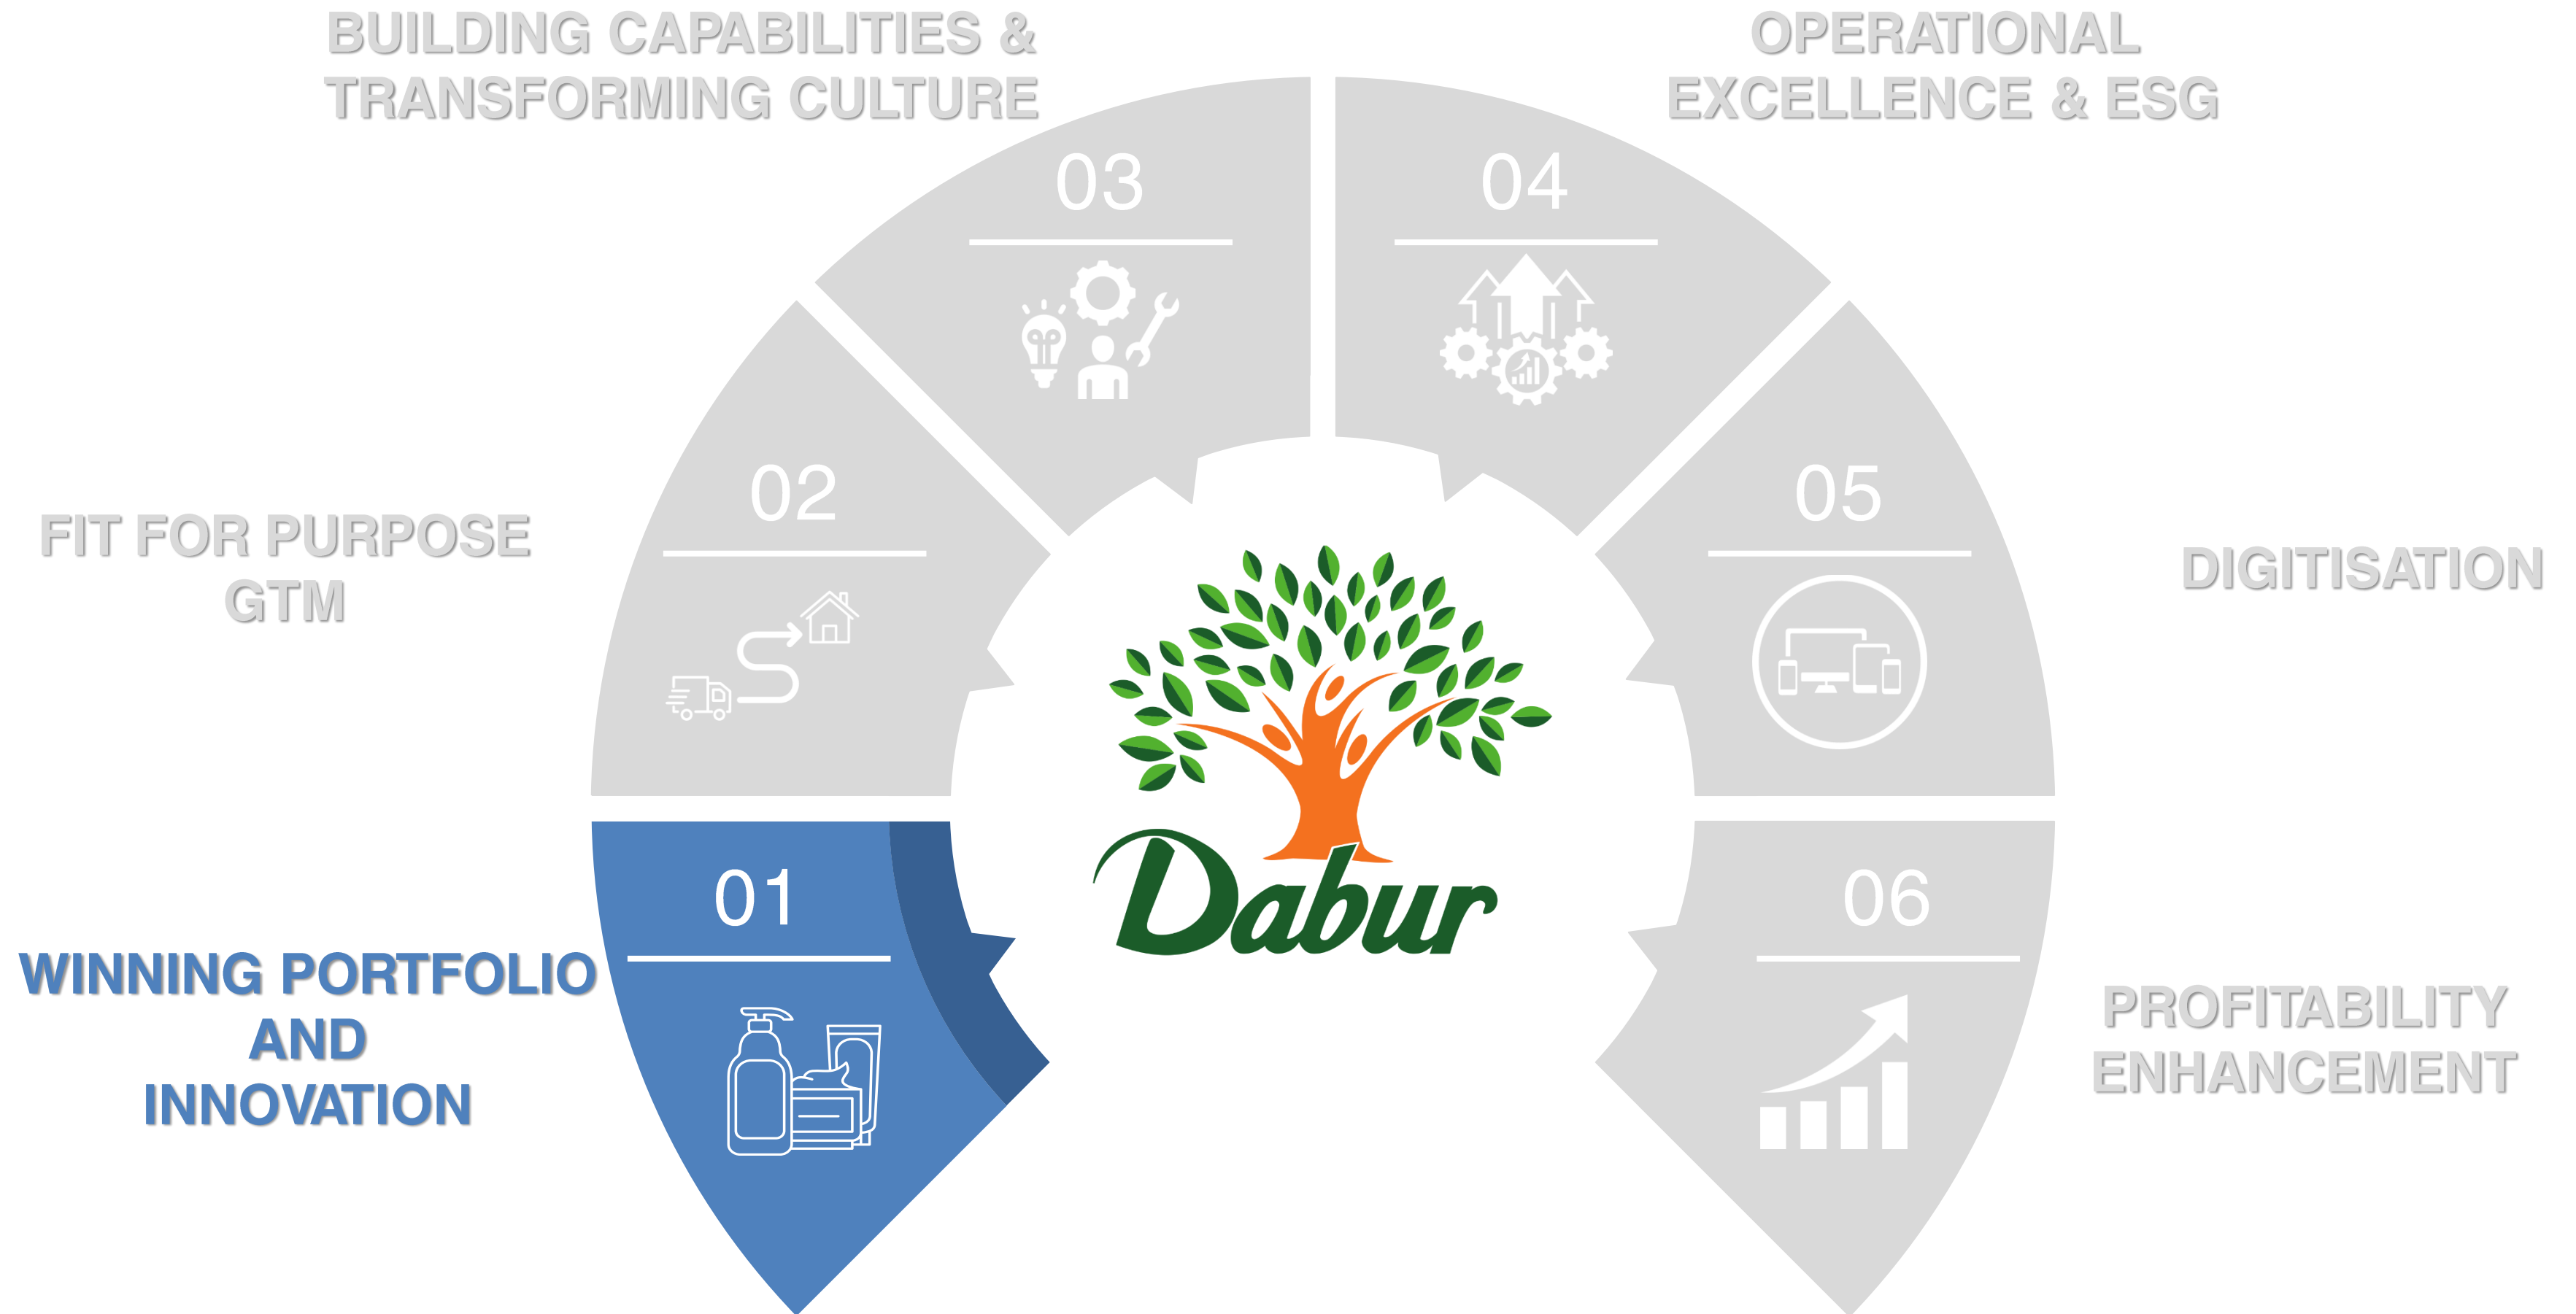 BUILDING CAPABILITIES &
TRANSFORMING CULTURE
OPERATIONAL
EXCELLENCE & ESG
03
04
02
05
FIT FOR PURPOSE
GTM
DIGITISATION
Dabur
01
06
WINNING PORTFOLIO
AND
INNOVATION
PROFITABILITY
ENHANCEMENT